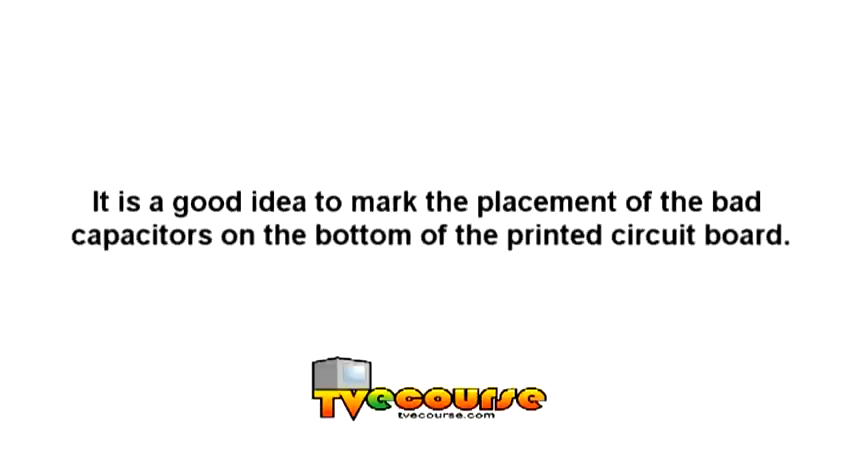 It is a good idea to mark the placement of the bad
capacitors on the bottom of the printed circuit board.
TVecourse
tvecourse.com